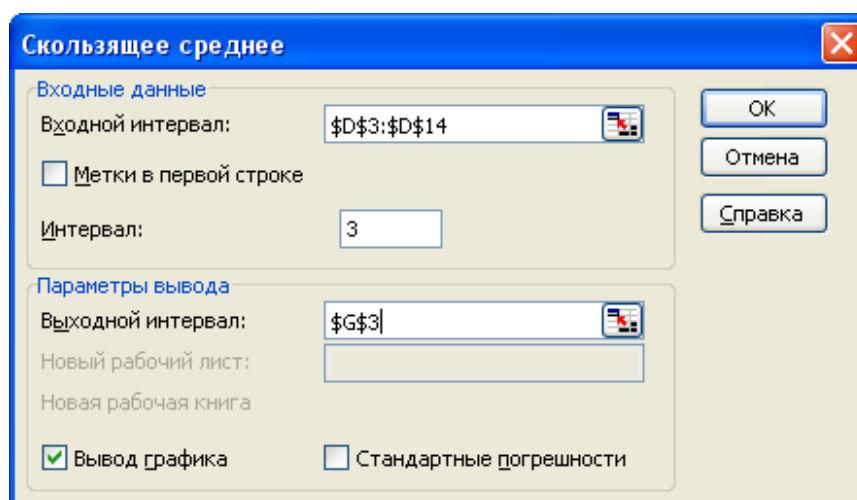 Скользящее среднее
Входные данные
Входной интервал: $D$3:$D$14
Метки в первой строке
Интервал: 3
OK
Отмена
Справка
Параметры вывода
Выходной интервал: $G$3
Новый рабочий лист:
Новая рабочая книга
Вывод графика Стандартные погрешности